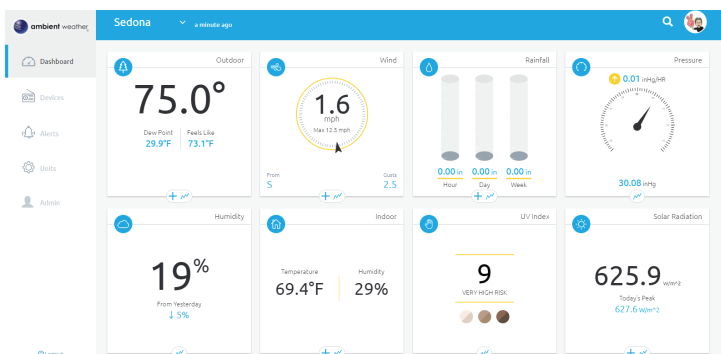 ambient weather
Sedona
a minute ago
Dashboard
Devices
Alerts
Units
Admin
Outdoor
75.0°
Dew Point
29.9°F
Feels Like
73.1°F
Wind
1.6
mph
Max 12.5 mph
From
S
Gusts
2.5
Rainfall
0.00 in
Hour
0.00 in
Day
0.00 in
Week
Pressure
0.01 inHg/HR
30.08 inHg
Humidity
19%
From Yesterday
↓ 5%
Indoor
Temperature
69.4°F
Humdity
29%
UV Index
9
VERY HIGH RISK
Solar Radiation
625.9 W/m^2
Today's Peak
627.6 W/m^2